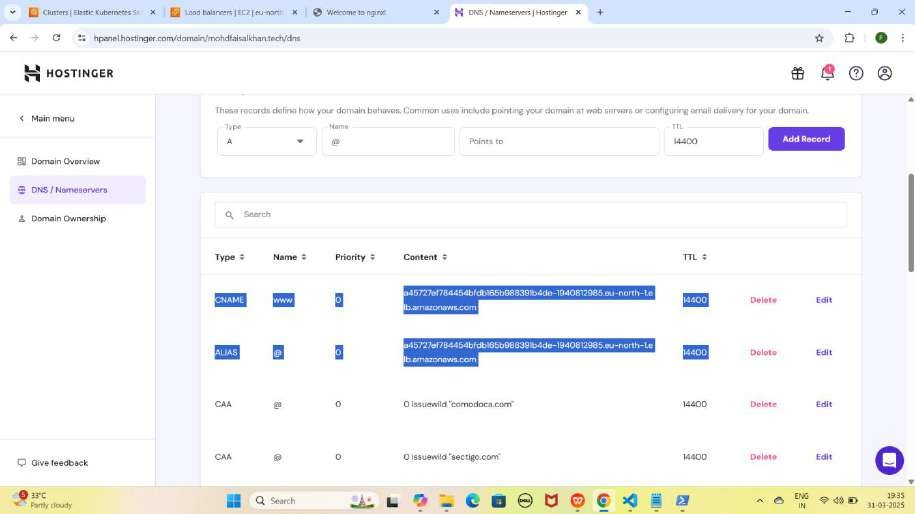 Clusters | Elastic Kubernetes Se
Load balancers | EC2 | eu-north
Welcome to nginx!
DNS / Nameservers | Hostinger
hpanel.hostinger.com/domain/mohdfaisalkhan.tech/dns
F
HOSTINGER
1
Main menu
Domain Overview
DNS / Nameservers
Domain Ownership
Give feedback
These records define how your domain behaves. Common uses include pointing your domain at web servers or configuring email delivery for your domain.
Type
A
Name
@
Points to
TTL
14400
Add Record
Search
Type Name Priority Content TTL
CNAME www 0 a45727ef784454bfdb165b988391b4de-1940812985.eu-north-1.e
lb.amazonaws.com 14400 Delete Edit
ALIAS @ 0 a45727ef784454bfdb165b988391b4de-1940812985.eu-north-1.e
lb.amazonaws.com 14400 Delete Edit
CAA @ 0 0 issuewild "comodoca.com" 14400 Delete Edit
CAA @ 0 0 issuewild "sectigo.com" 14400 Delete Edit
5
33°C
Partly cloudy
Search
DELL
ENG
IN
19:35
31-03-2025